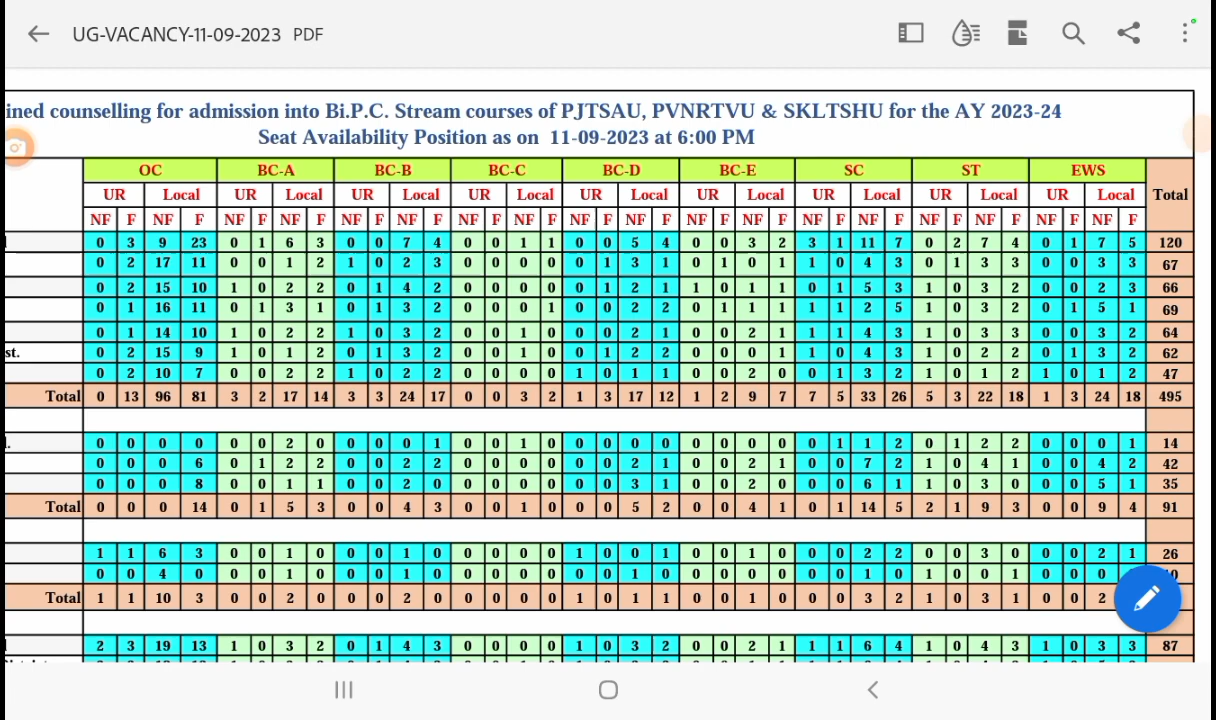 UG-VACANCY-11-09-2023 PDF
ined counselling for admission into Bi.P.C. Stream courses of PJTSAU, PVNRTVU & SKLTSHU for the AY 2023-24
Seat Availability Position as on 11-09-2023 at 6:00 PM
OC BC-A BC-B BC-C BC-D BC-E SC ST EWS Total
UR Local UR Local UR Local UR Local UR Local UR Local UR Local UR Local UR Local
NF F NF F NF F NF F NF F NF F NF F NF F NF F NF F NF F NF F NF F NF F NF F NF F NF F NF F
0 3 9 23 0 1 6 3 0 0 7 4 0 0 1 1 0 0 5 4 0 0 3 2 3 1 11 7 0 2 7 4 0 1 7 5 120
0 2 17 11 0 0 1 2 1 0 2 3 0 0 0 0 0 1 3 1 0 1 0 1 1 0 4 3 0 1 3 3 0 0 3 3 67
0 2 15 10 1 0 2 2 0 1 4 2 0 0 0 0 0 1 2 1 1 0 1 1 0 1 5 3 1 0 3 2 0 0 2 3 66
0 1 16 11 0 1 3 1 0 1 3 2 0 0 0 1 0 0 2 2 0 1 1 1 1 1 2 5 1 0 3 2 0 1 5 1 69
0 1 14 10 1 0 2 2 1 0 3 2 0 0 1 0 0 0 2 1 0 0 2 1 1 1 4 3 1 0 3 3 0 0 3 2 64
st. 0 2 15 9 1 0 1 2 0 1 3 2 0 0 1 0 0 1 2 2 0 0 0 1 1 0 4 3 1 0 2 2 0 1 3 2 62
0 2 10 7 0 0 2 2 1 0 2 2 0 0 0 0 1 0 1 1 0 0 2 0 0 1 3 2 1 0 1 2 1 0 1 2 47
Total 0 13 96 81 3 2 17 14 3 3 24 17 0 0 3 2 1 3 17 12 1 2 9 7 7 5 33 26 5 3 22 18 1 3 24 18 495
. 0 0 0 0 0 0 2 0 0 0 0 1 0 0 1 0 0 0 0 0 0 0 0 0 0 1 1 2 0 1 2 2 0 0 0 1 14
0 0 0 6 0 1 2 2 0 0 2 2 0 0 0 0 0 0 2 1 0 0 2 1 0 0 7 2 1 0 4 1 0 0 4 2 42
0 0 0 8 0 0 1 1 0 0 2 0 0 0 0 0 0 0 3 1 0 0 2 0 0 0 6 1 1 0 3 0 0 0 5 1 35
Total 0 0 0 14 0 1 5 3 0 0 4 3 0 0 1 0 0 0 5 2 0 0 4 1 0 1 14 5 2 1 9 3 0 0 9 4 91
1 1 6 3 0 0 1 0 0 0 1 0 0 0 0 0 1 0 0 1 0 0 1 0 0 0 2 2 0 0 3 0 0 0 2 1 26
0 0 4 0 0 0 1 0 0 0 1 0 0 0 0 0 0 0 1 0 0 0 0 0 0 0 1 0 1 0 0 1 0 0 0
Total 1 1 10 3 0 0 2 0 0 0 2 0 0 0 0 0 1 0 1 1 0 0 1 0 0 0 3 2 1 0 3 1 0 0 2
2 3 19 13 1 0 3 2 0 1 4 3 0 0 0 0 1 0 3 2 0 0 2 1 1 1 6 4 1 0 4 3 1 0 3 3 87